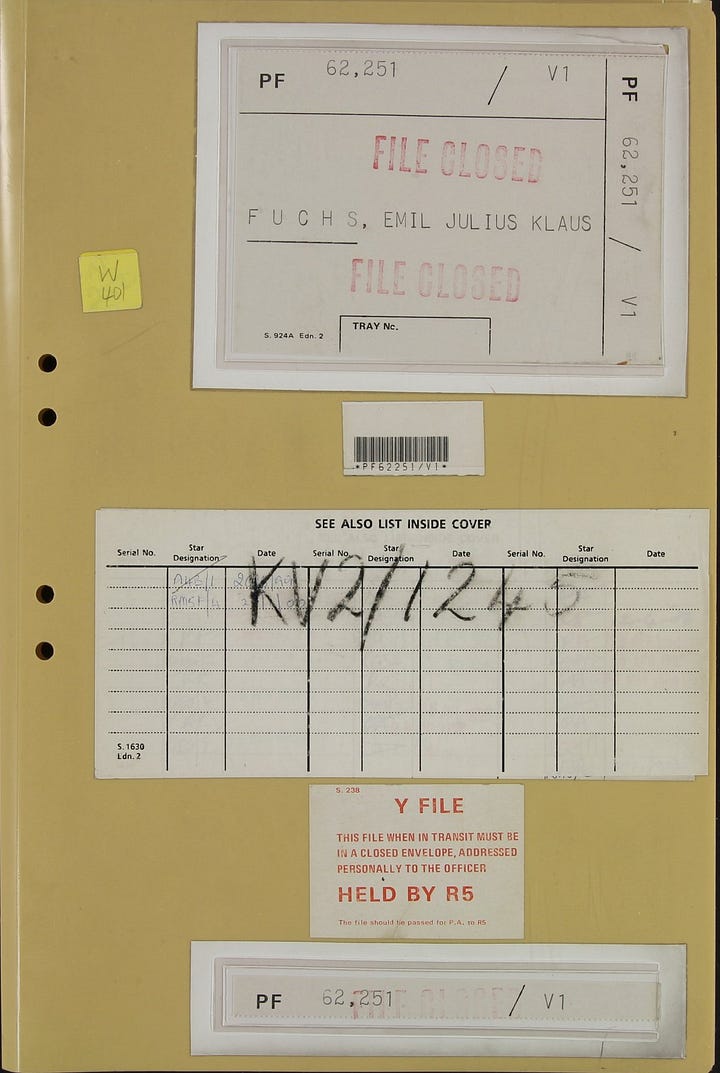 PF 62,251 / V1
PF 62,251 / V1
FILE CLOSED
FUCHS, EMIL JULIUS KLAUS
FILE CLOSED
TRAY No.
S. 924A Edn. 2
W
401
*PF62251/V1*
SEE ALSO LIST INSIDE COVER
Serial No. Star Designation Date Serial No. Star Designation Date Serial No. Star Designation Date
KV2/1245
S. 1630
Edn. 2
S. 238
Y FILE
THIS FILE WHEN IN TRANSIT MUST BE
IN A CLOSED ENVELOPE, ADDRESSED
PERSONALLY TO THE OFFICER
HELD BY R5
The file should be passed for P.A. to R5
FILE CLOSED
PF 62,251 / V1